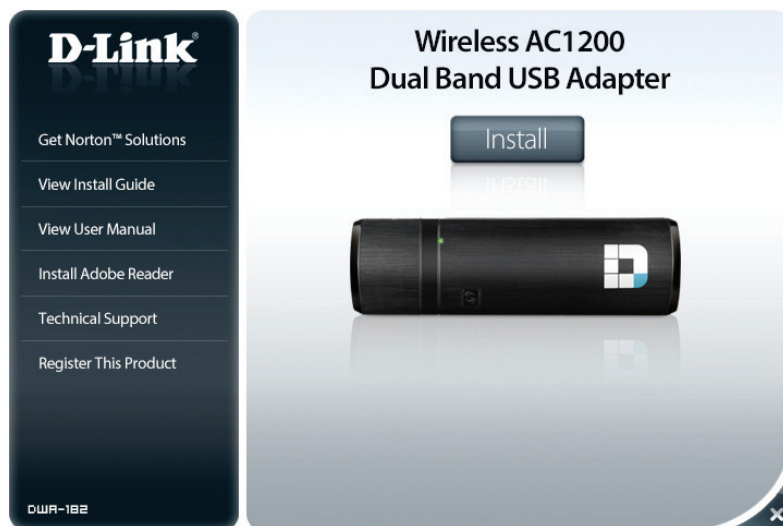 D-Link®
Get Norton™ Solutions
View Install Guide
View User Manual
Install Adobe Reader
Technical Support
Register This Product
DWA-182
Wireless AC1200
Dual Band USB Adapter
Install